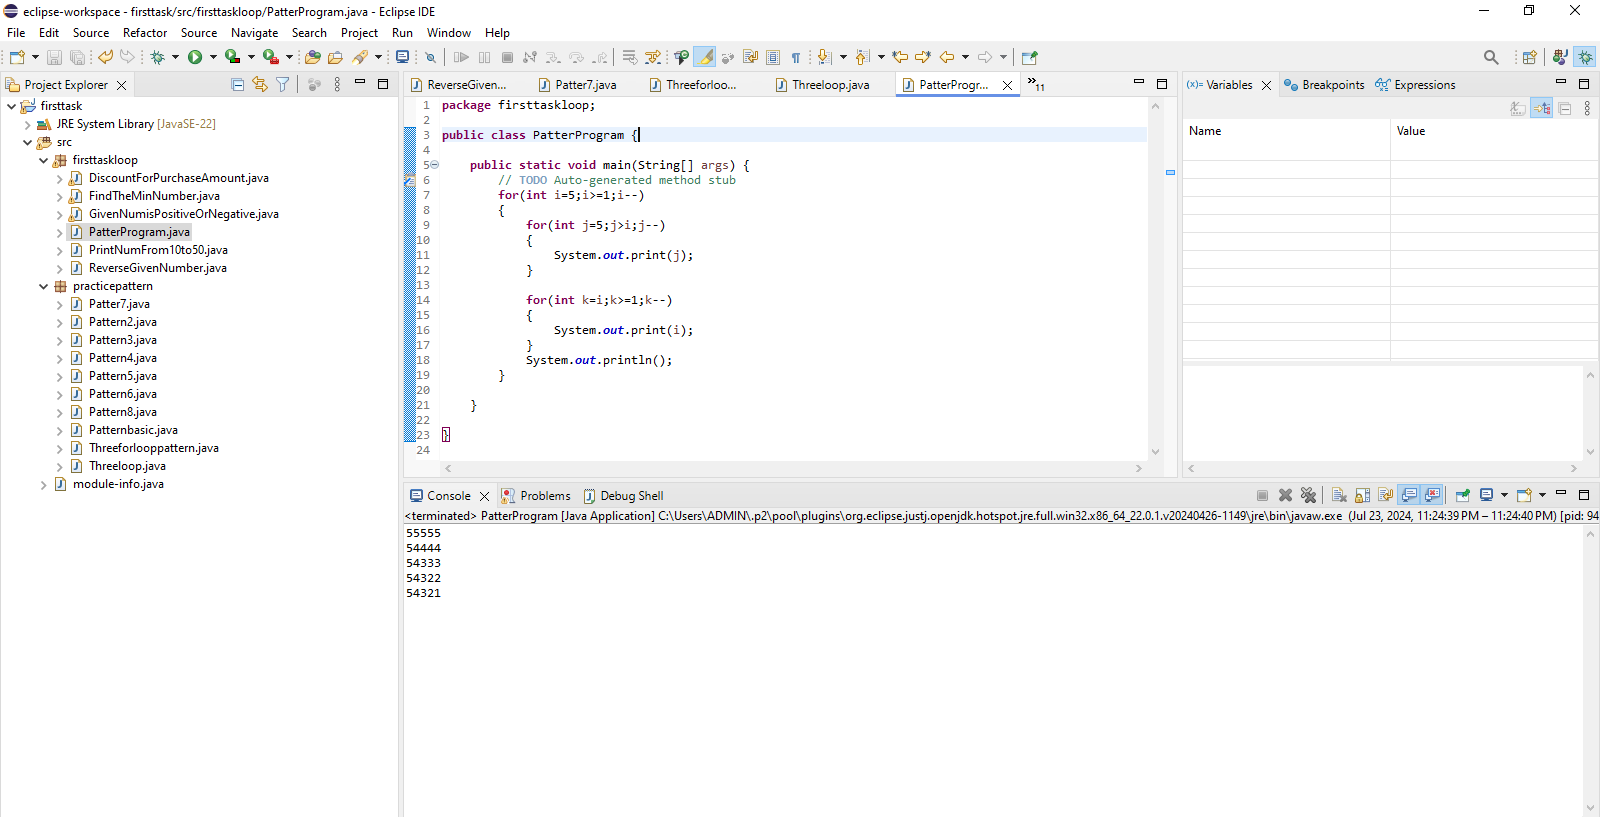 eclipse-workspace - firsttask/src/firsttaskloop/PatterProgram.java - Eclipse IDE
File Edit Source Refactor Source Navigate Search Project Run Window Help
Project Explorer
firsttask
JRE System Library [JavaSE-22]
src
firsttaskloop
DiscountForPurchaseAmount.java
FindTheMinNumber.java
GivenNumisPositiveOrNegative.java
PatterProgram.java
PrintNumFrom10to50.java
ReverseGivenNumber.java
practicepattern
Patter7.java
Pattern2.java
Pattern3.java
Pattern4.java
Pattern5.java
Pattern6.java
Pattern8.java
Patternbasic.java
Threeforlooppattern.java
Threeloop.java
module-info.java
ReverseGiven... Patter7.java Threeforloo... Threeloop.java PatterProgr... »11
1 package firsttaskloop;
2
3 public class PatterProgram {
4
5 public static void main(String[] args) {
6 // TODO Auto-generated method stub
7 for(int i=5;i>=1;i--)
8 {
9 for(int j=5;j>i;j--)
10 {
11 System.out.print(j);
12 }
13
14 for(int k=i;k>=1;k--)
15 {
16 System.out.print(i);
17 }
18 System.out.println();
19 }
20
21 }
22
23 }
24
(x)= Variables Breakpoints Expressions
Name Value
Console Problems Debug Shell
<terminated> PatterProgram [Java Application] C:\Users\ADMIN\.p2\pool\plugins\org.eclipse.justj.openjdk.hotspot.jre.full.win32.x86_64_22.0.1.v20240426-1149\jre\bin\javaw.exe (Jul 23, 2024, 11:24:39 PM – 11:24:40 PM) [pid: 94
55555
54444
54333
54322
54321